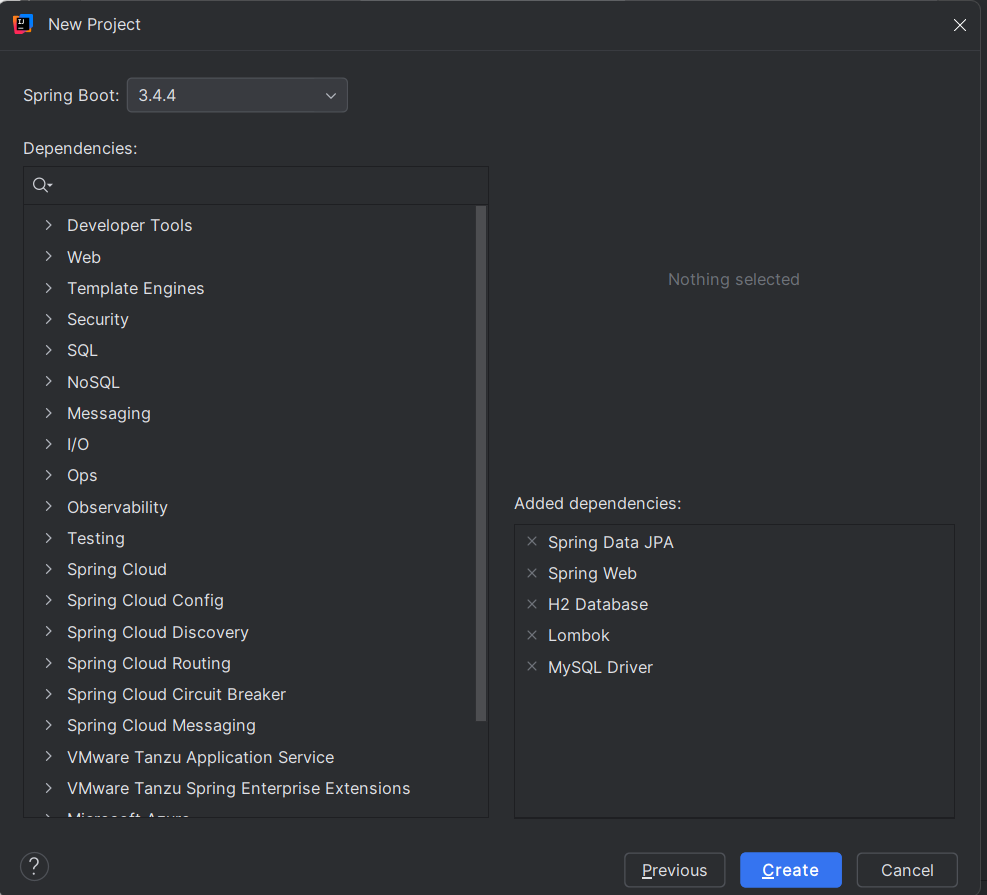 New Project
Spring Boot: 3.4.4
Dependencies:
Developer Tools
Web
Template Engines
Security
SQL
NoSQL
Messaging
I/O
Ops
Observability
Testing
Spring Cloud
Spring Cloud Config
Spring Cloud Discovery
Spring Cloud Routing
Spring Cloud Circuit Breaker
Spring Cloud Messaging
VMware Tanzu Application Service
VMware Tanzu Spring Enterprise Extensions
Microsoft Azure
Nothing selected
Added dependencies:
Spring Data JPA
Spring Web
H2 Database
Lombok
MySQL Driver
?
Previous
Create
Cancel